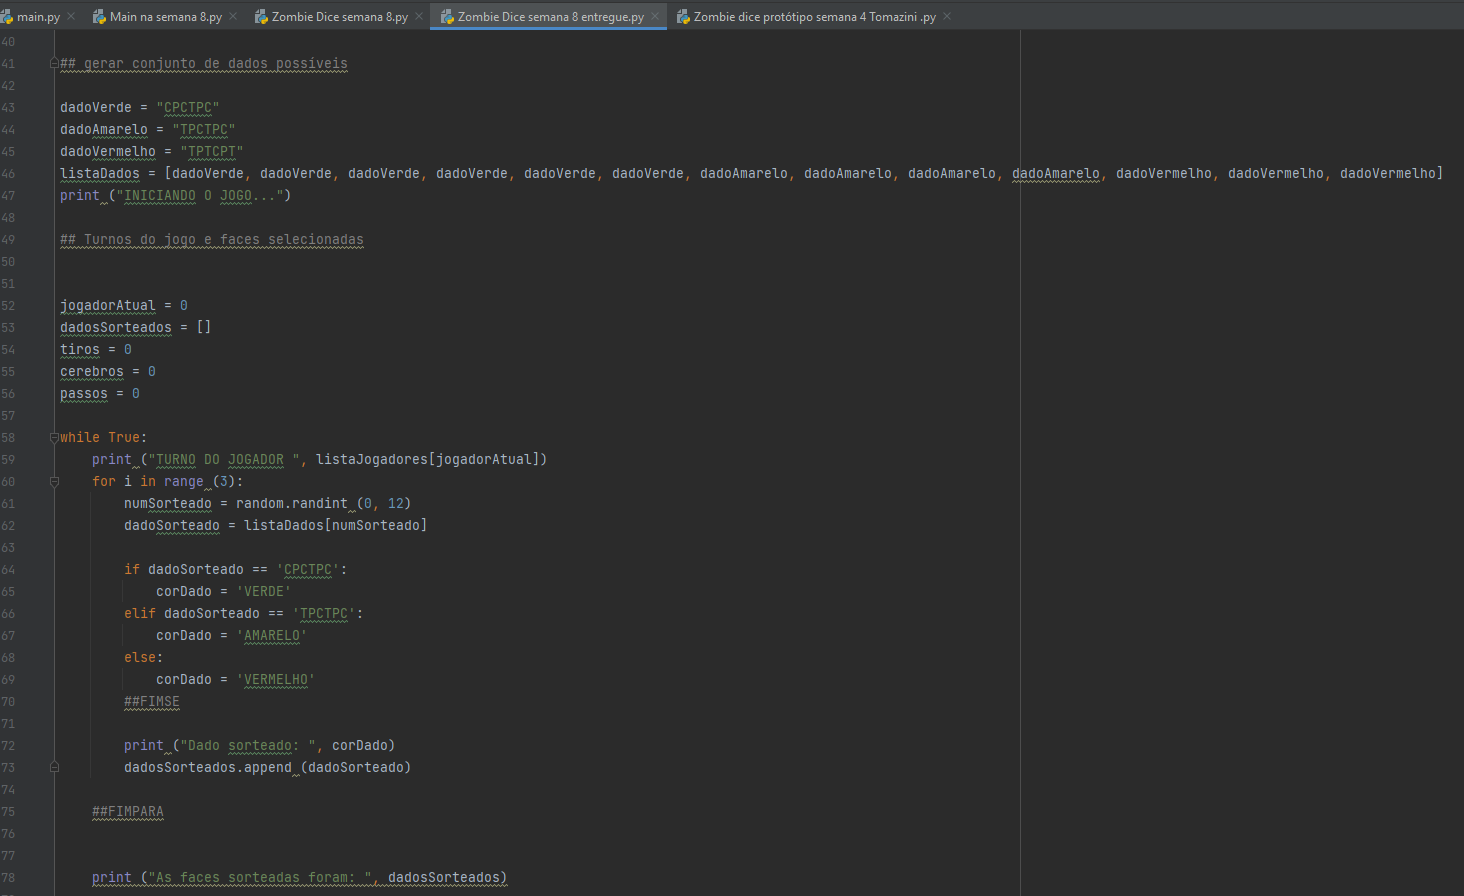 main.py Main na semana 8.py Zombie Dice semana 8.py Zombie Dice semana 8 entregue.py Zombie dice protótipo semana 4 Tomazini .py
40
41 ## gerar conjunto de dados possiveis
42
43 dadoVerde = "CPCTPC"
44 dadoAmarelo = "TPCTPC"
45 dadoVermelho = "TPTCPT"
46 listaDados = [dadoVerde, dadoVerde, dadoVerde, dadoVerde, dadoVerde, dadoVerde, dadoAmarelo, dadoAmarelo, dadoAmarelo, dadoAmarelo, dadoVermelho, dadoVermelho, dadoVermelho]
47 print ("INICIANDO O JOGO...")
48
49 ## Turnos do jogo e faces selecionadas
50
51
52 jogadorAtual = 0
53 dadosSorteados = []
54 tiros = 0
55 cerebros = 0
56 passos = 0
57
58 while True:
59 print ("TURNO DO JOGADOR ", listaJogadores[jogadorAtual])
60 for i in range (3):
61 numSorteado = random.randint (0, 12)
62 dadoSorteado = listaDados[numSorteado]
63
64 if dadoSorteado == 'CPCTPC':
65 corDado = 'VERDE'
66 elif dadoSorteado == 'TPCTPC':
67 corDado = 'AMARELO'
68 else:
69 corDado = 'VERMELHO'
70 ##FIMSE
71
72 print ("Dado sorteado: ", corDado)
73 dadosSorteados.append (dadoSorteado)
74
75 ##FIMPARA
76
77
78 print ("As faces sorteadas foram: ", dadosSorteados)